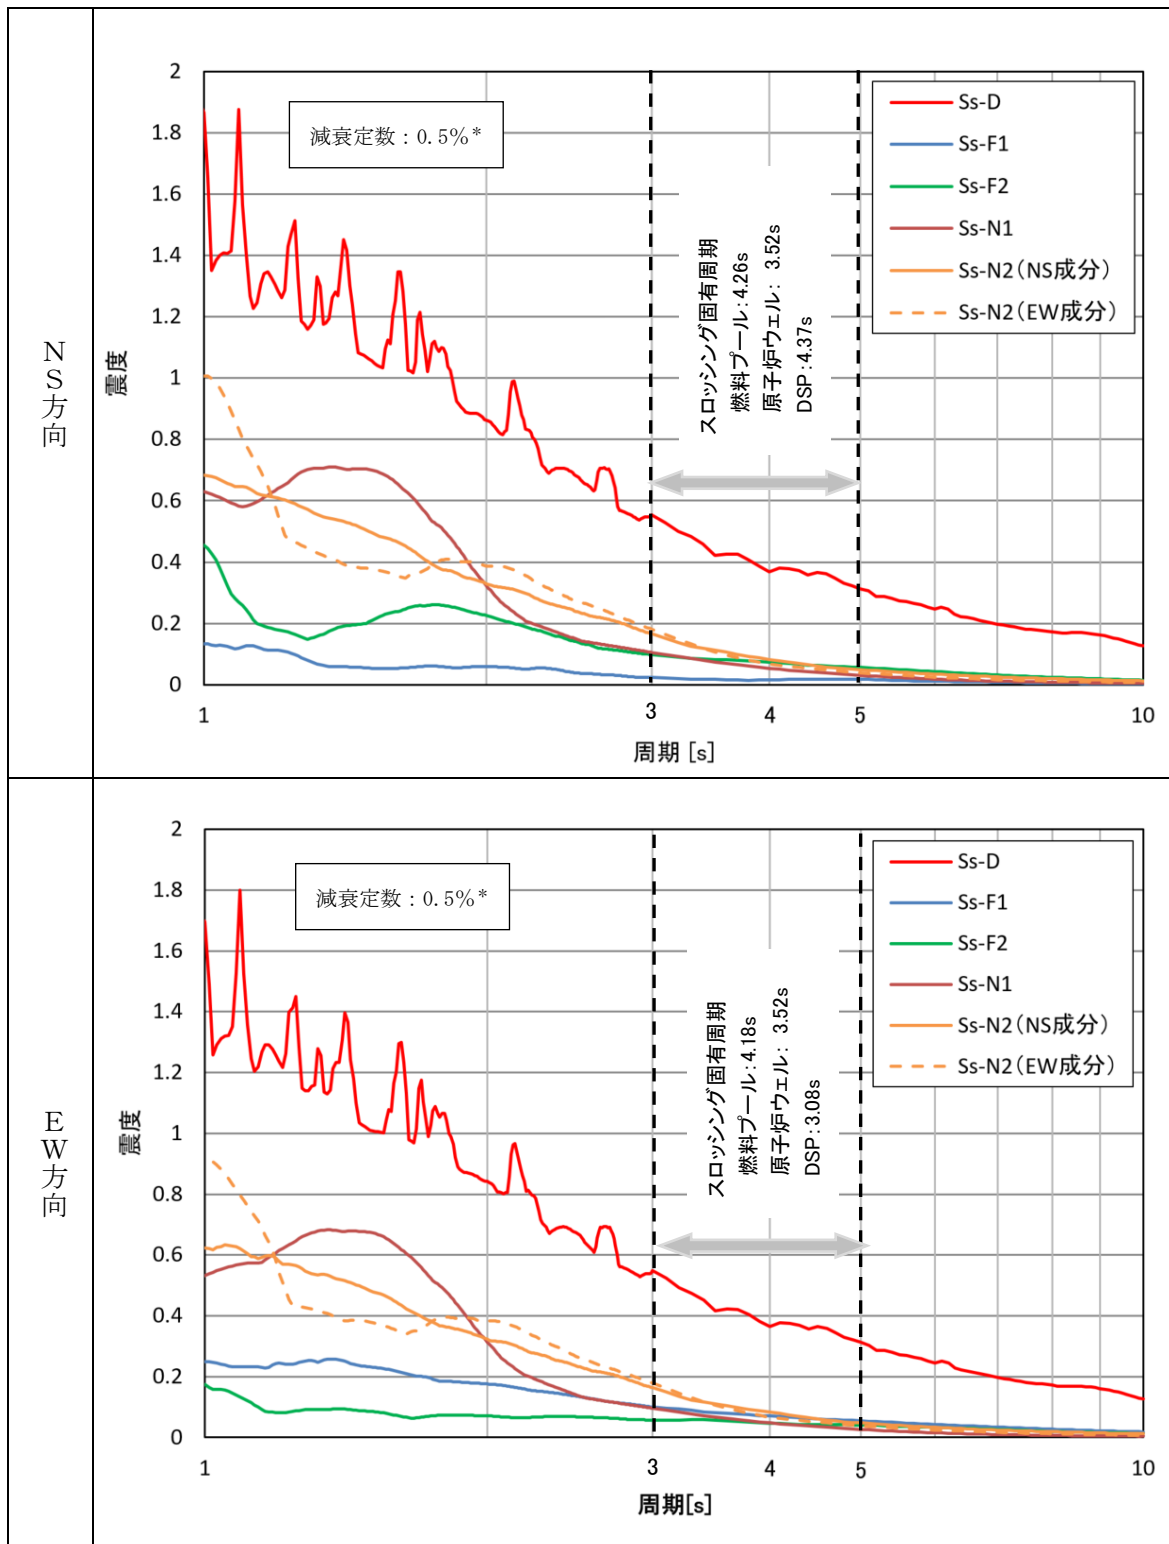 NS方向
2
1.8
1.6
1.4
1.2
1
0.8
0.6
0.4
0.2
0
震度
減衰定数：0.5%*
スロッシング固有周期
燃料プール：4.26s
原子炉ウェル： 3.52s
DSP：4.37s
Ss-D
Ss-F1
Ss-F2
Ss-N1
Ss-N2（NS成分）
Ss-N2（EW成分）
1
3
4
5
10
周期 [s]
EW方向
2
1.8
1.6
1.4
1.2
1
0.8
0.6
0.4
0.2
0
震度
減衰定数：0.5%*
スロッシング固有周期
燃料プール：4.18s
原子炉ウェル： 3.52s
DSP：3.08s
Ss-D
Ss-F1
Ss-F2
Ss-N1
Ss-N2（NS成分）
Ss-N2（EW成分）
1
3
4
5
10
周期[s]